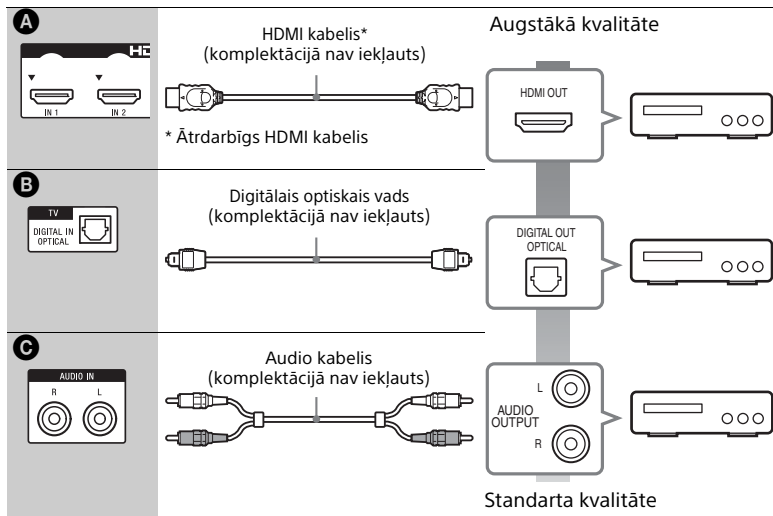 A
HD
IN 1
IN 2
HDMI kabelis*
(komplektācijā nav iekļauts)
* Ātrdarbīgs HDMI kabelis
Augstākā kvalitāte
HDMI OUT
B
TV
DIGITAL IN
OPTICAL
Digitālais optiskais vads
(komplektācijā nav iekļauts)
DIGITAL OUT
OPTICAL
C
AUDIO IN
R
L
Audio kabelis
(komplektācijā nav iekļauts)
L
AUDIO
OUTPUT
R
Standarta kvalitāte